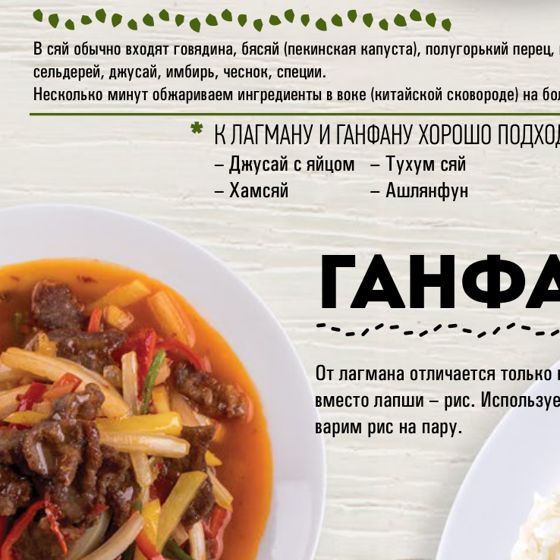 В сяй обычно входят говядина, бясяй (пекинская капуста), полугорький перец,
сельдерей, джусай, имбирь, чеснок, специи.
Несколько минут обжариваем ингредиенты в воке (китайской сковороде) на
* К ЛАГМАНУ И ГАНФАНУ ХОРОШО
– Джусай с яйцом – Тухум сяй
– Хамсяй – Ашлянфун
ГАНФА
От лагмана отличается только
вместо лапши – рис. Используе
варим рис на пару.